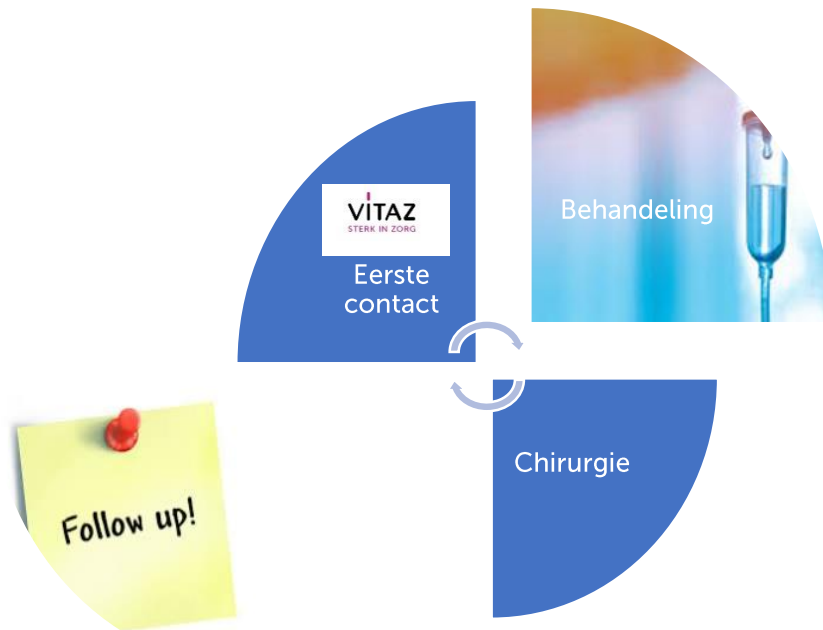 VITAZ
STERK IN ZORG
Eerste
contact
Behandeling
Chirurgie
Follow up!